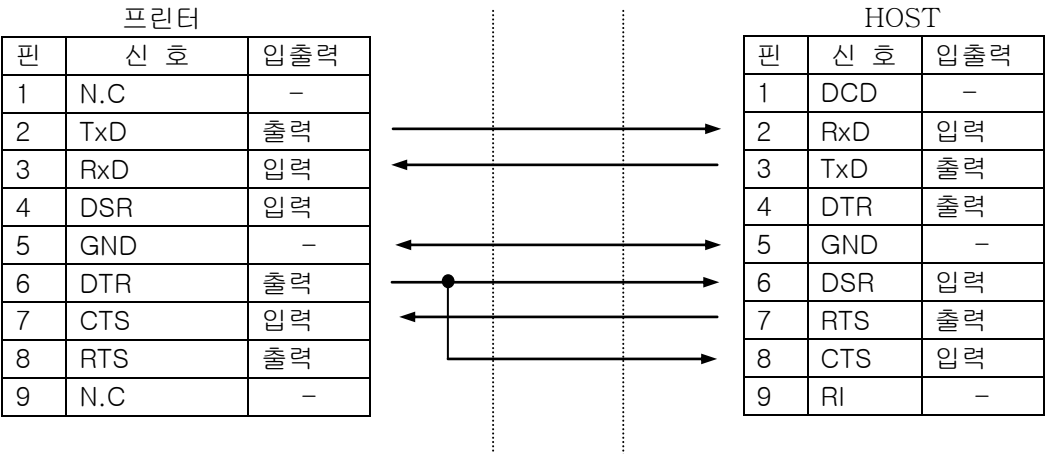 프린터 HOST
핀 신 호 입출력 핀 신 호 입출력
1 N.C - 1 DCD -
2 TxD 출력 2 RxD 입력
3 RxD 입력 3 TxD 출력
4 DSR 입력 4 DTR 출력
5 GND - 5 GND -
6 DTR 출력 6 DSR 입력
7 CTS 입력 7 RTS 출력
8 RTS 출력 8 CTS 입력
9 N.C - 9 RI -